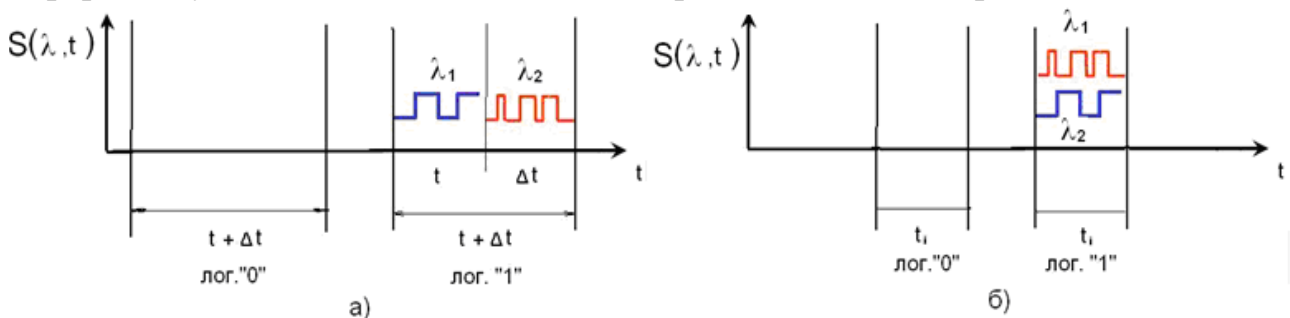 S(λ,t)
λ1
λ2
t
Δt
t
t + Δt
t + Δt
лог."0"
лог. "1"
а)
S(λ,t)
λ1
λ2
t
tᵢ
tᵢ
лог."0"
лог. "1"
б)